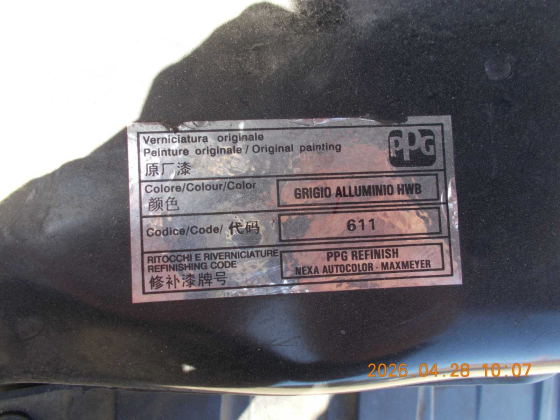 Verniciatura originale
Peinture originale / Original painting
PPG
原厂漆
Colore/Colour/Color
颜色
GRIGIO ALLUMINIO HWB
Codice/Code/ 代码
611
RITOCCHI E RIVERNICIATURE
REFINISHING CODE
修补漆牌号
PPG REFINISH
NEXA AUTOCOLOR - MAXMEYER
2026 04.28 10:07